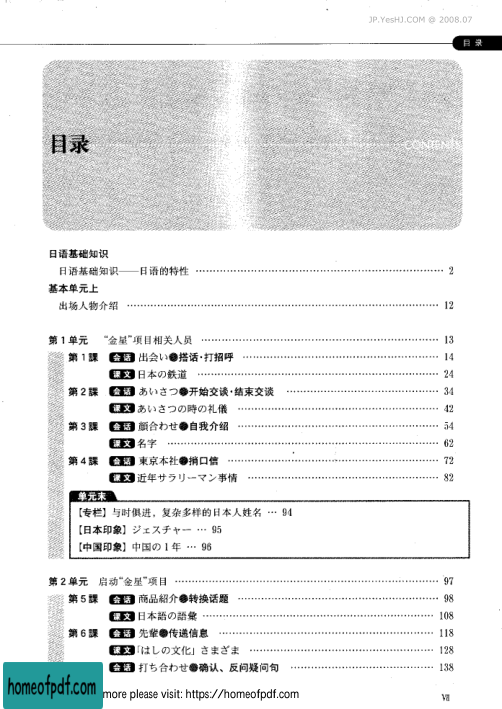 JP.YesHJ.COM @ 2008.07
目 录
目录
CONTENTS
日语基础知识
日语基础知识——日语的特性 …… 2
基本单元上
出场人物介绍 …… 12
第1单元 “金星”项目相关人员 …… 13
第1課 会话 出会い●搭话·打招呼 …… 14
课文 日本の鉄道 …… 24
第2課 会话 あいさつ●开始交谈·结束交谈 …… 34
课文 あいさつの時の礼儀 …… 42
第3課 会话 顔合わせ●自我介绍 …… 54
课文 名字 …… 62
第4課 会话 東京本社●捎口信 …… 72
课文 近年サラリーマン事情 …… 82
单元末
【专栏】与时俱进，复杂多样的日本人姓名 … 94
【日本印象】ジェスチャー … 95
【中国印象】中国の1年 … 96
第2单元 启动“金星”项目 …… 97
第5課 会话 商品紹介●转换话题 …… 98
课文 日本語の語彙 …… 108
第6課 会话 先輩●传递信息 …… 118
课文 「はしの文化」さまざま …… 128
会话 打ち合わせ●确认、反问疑问句 …… 138
homeofpdf.com
more please visit: https://homeofpdf.com
VII